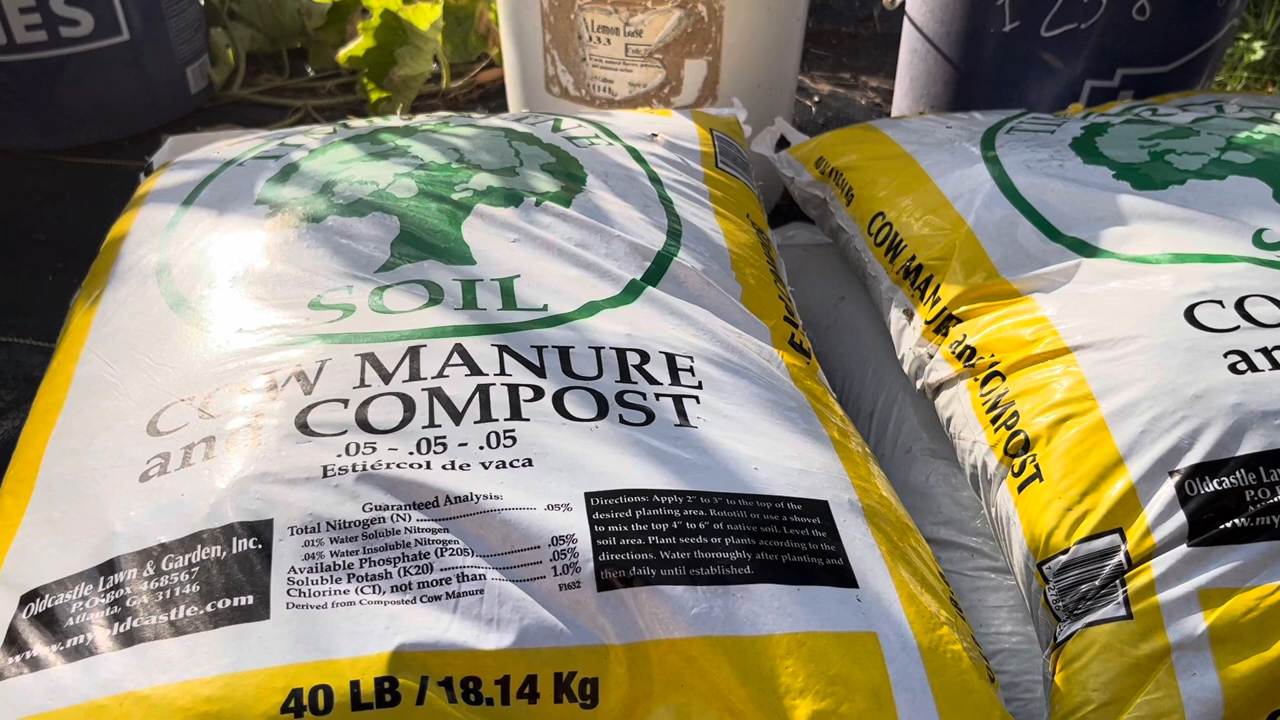 Lemon
SOIL
COW MANURE
and COMPOST
.05 - .05 - .05
Estiércol de vaca
Guaranteed Analysis:
Total Nitrogen (N) .05%
.01% Water Soluble Nitrogen
.04% Water Insoluble Nitrogen
Available Phosphate (P205) .05%
Soluble Potash (K20) .05%
Chlorine (CI), not more than 1.0%
Derived from Composted Cow Manure
F1632
Directions: Apply 2" to 3" to the top of the
desired planting area. Rototill or use a shovel
to mix the top 4" to 6" of native soil. Level the
soil area. Plant seeds or plants according to the
directions. Water thoroughly after planting and
then daily until established.
Oldcastle Lawn & Garden, Inc.
P.O. Box 468567
Atlanta, GA 31146
www.myoldcastle.com
40 LB / 18.14 Kg
COW MANURE and COMPOST
CO
an
Oldcastle La
P.O